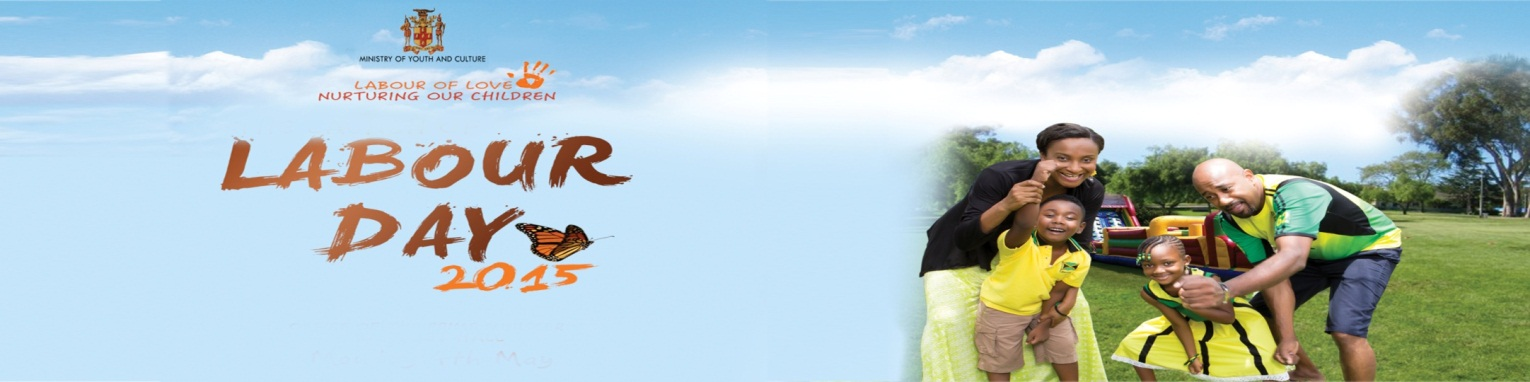 MINISTRY OF YOUTH AND CULTURE
LABOUR OF LOVE
NURTURING OUR CHILDREN
LABOUR
DAY
2015